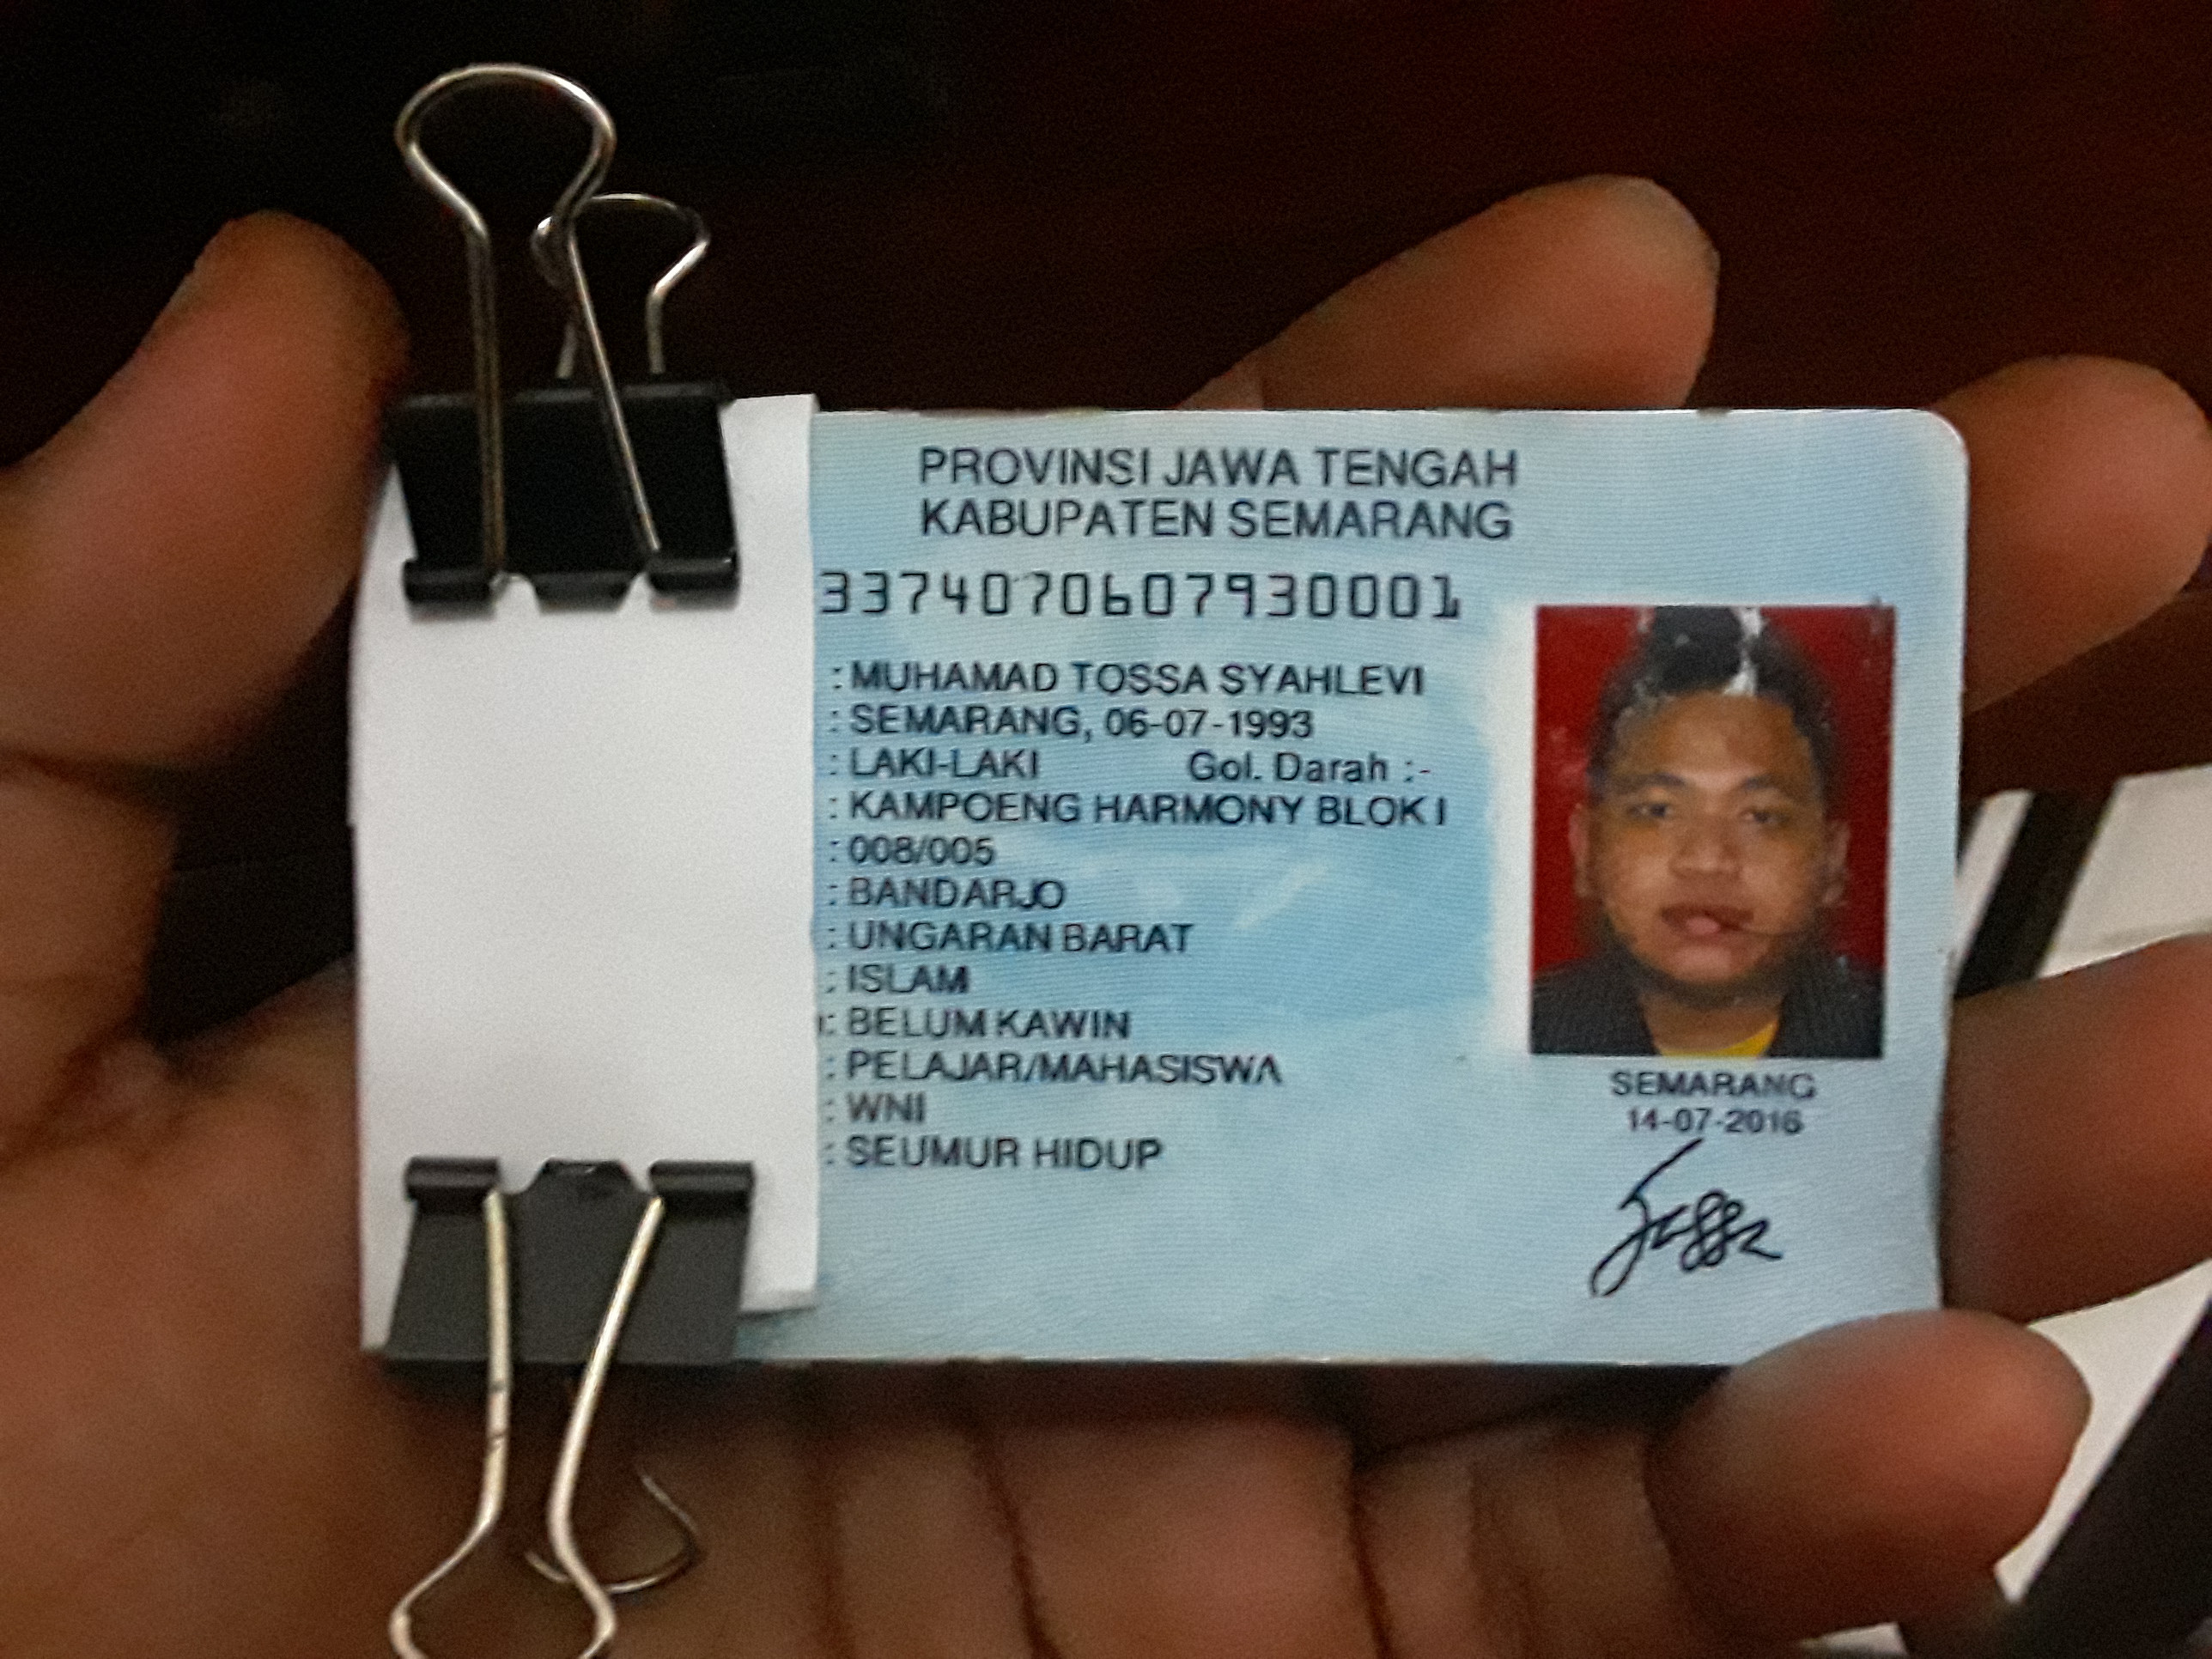 PROVINSI JAWA TENGAH
KABUPATEN SEMARANG
3374070607930001
: MUHAMAD TOSSA SYAHLEVI
: SEMARANG, 06-07-1993
: LAKI-LAKI Gol. Darah :-
: KAMPOENG HARMONY BLOK I
: 008/005
: BANDARJO
: UNGARAN BARAT
: ISLAM
: BELUM KAWIN
: PELAJAR/MAHASISWA
: WNI
: SEUMUR HIDUP
SEMARANG
14-07-2016